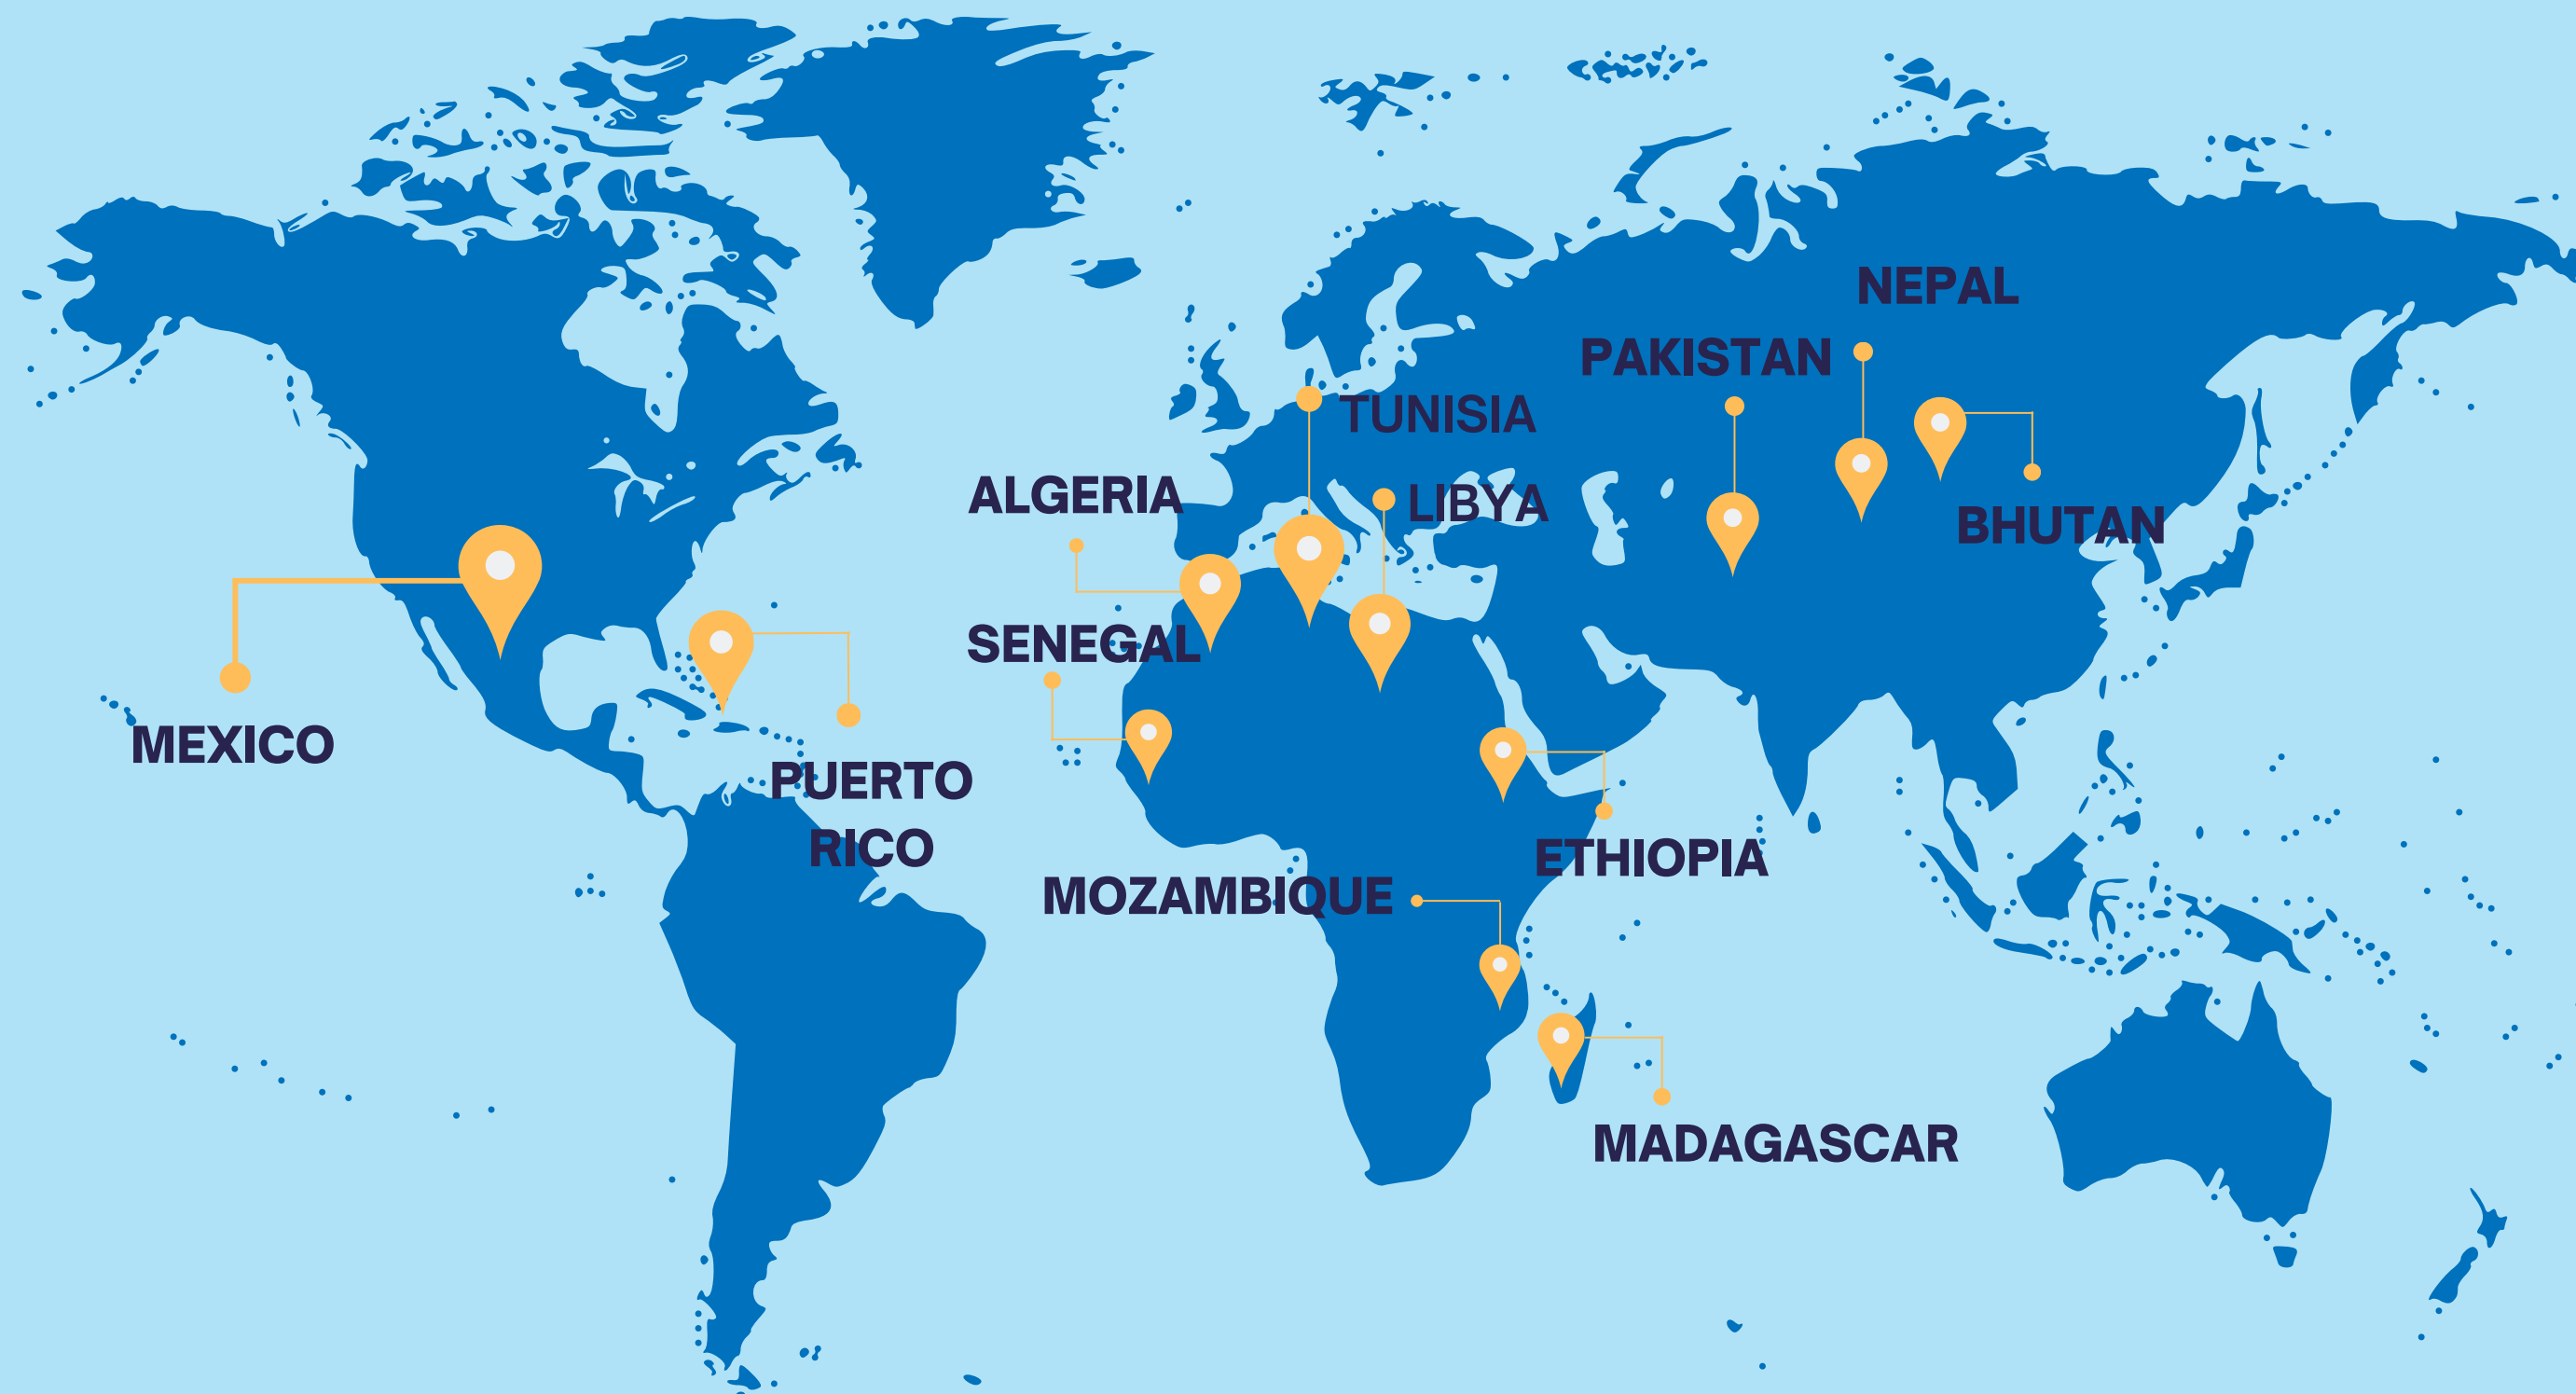 NEPAL
PAKISTAN
TUNISIA
ALGERIA
LIBYA
BHUTAN
SENEGAL
MEXICO
PUERTO
RICO
ETHIOPIA
MOZAMBIQUE
MADAGASCAR